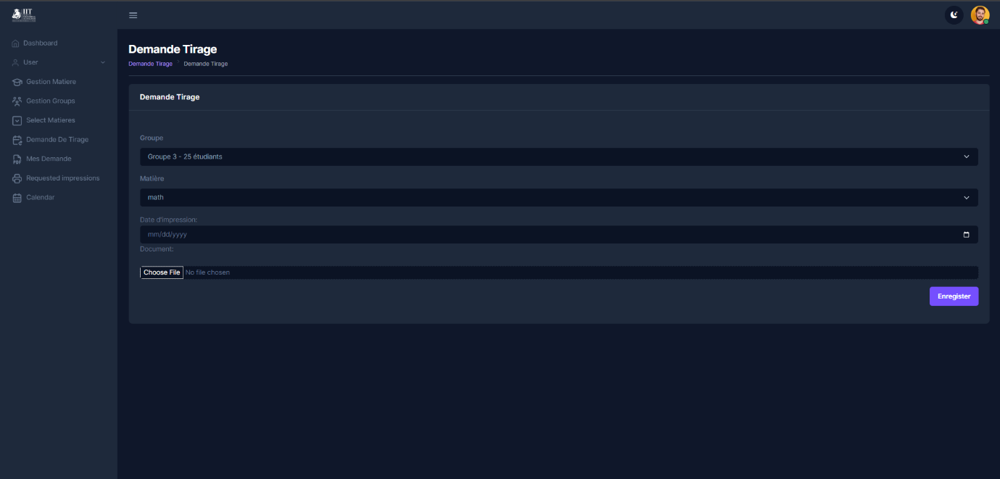 IIT
Dashboard
User
Gestion Matiere
Gestion Groups
Select Matieres
Demande De Tirage
Mes Demande
Requested impressions
Calendar
Demande Tirage
Demande Tirage
Demande Tirage
Demande Tirage
Groupe
Groupe 3 - 25 étudiants
Matière
math
Date d'impression:
mm/dd/yyyy
Document:
Choose File No file chosen
Enregister